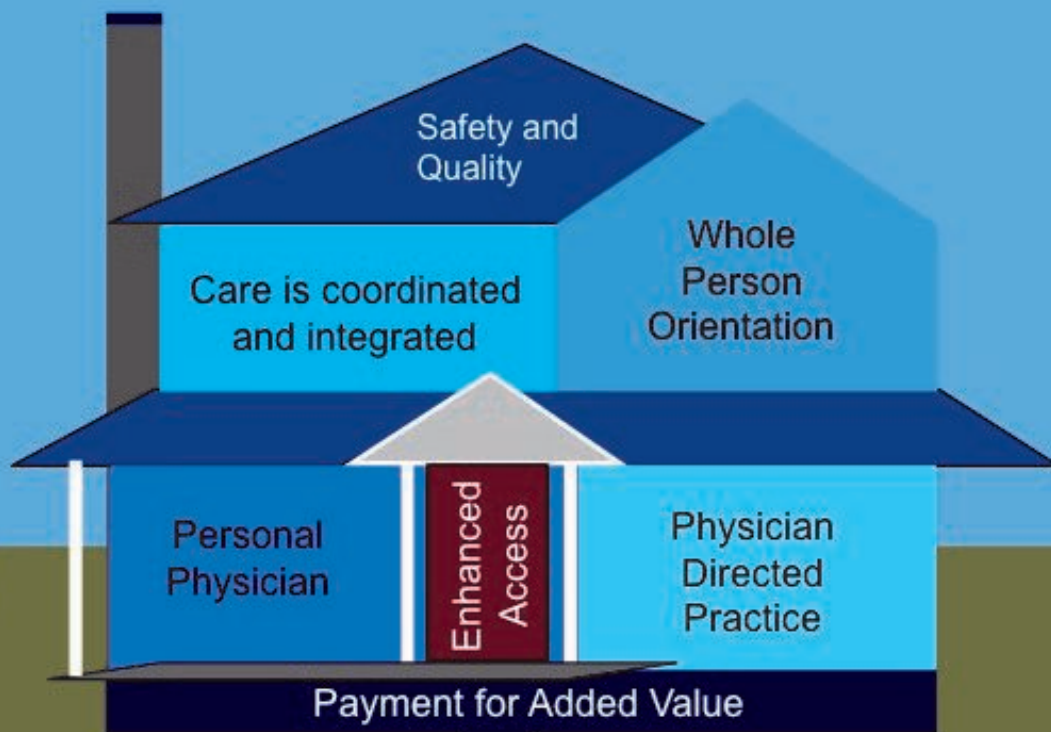 Safety and
Quality
Care is coordinated
and integrated
Whole
Person
Orientation
Personal
Physician
Enhanced
Access
Physician
Directed
Practice
Payment for Added Value